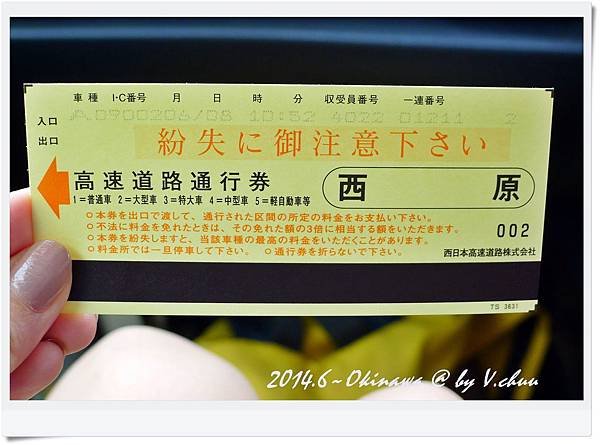 車種 I・C番号 月 日 時 分 収受員番号 一連番号
入口
出口
紛失に御注意下さい
高速道路通行券
1=普通車 2=大型車 3=特大車 4=中型車 5=軽自動車等
西 原
○本券を出口で渡して、通行された区間の所定の料金をお支払い下さい。
○不法に料金を免れたときは、その免れた額の3倍に相当する額をいただきます。
○本券を紛失しますと、当該車種の最高の料金をいただくことがあります。
○料金所では一旦停車して下さい。 ○通行券を折らないで下さい。
002
西日本高速道路株式会社
TS 3631
2014.6~Okinawa @ by V.chuu